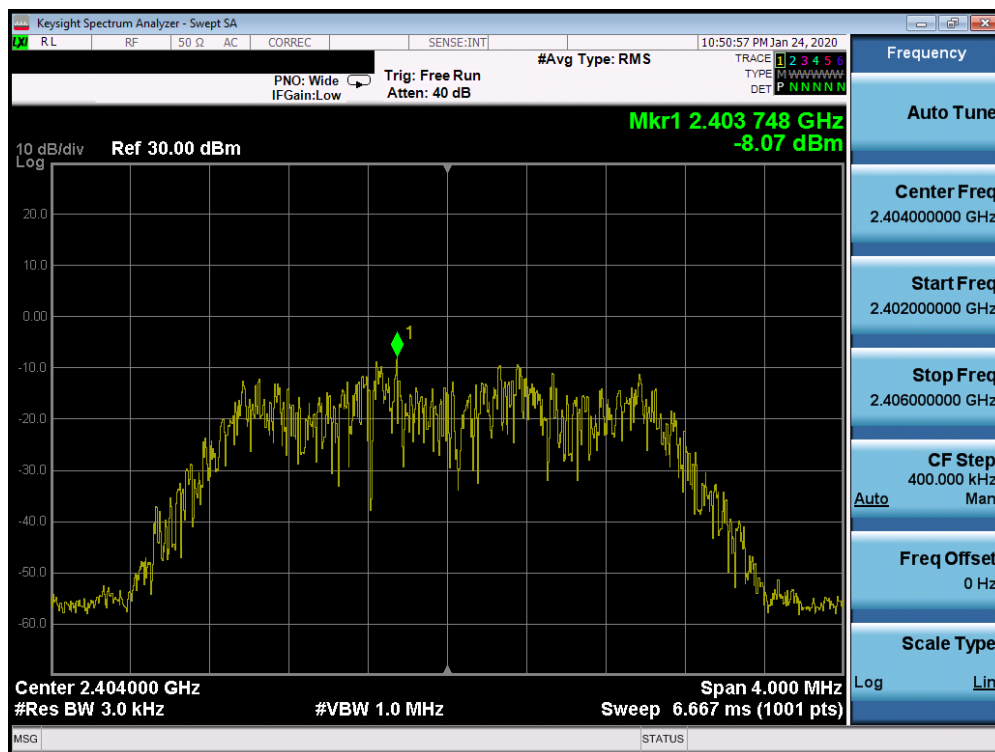 Keysight Spectrum Analyzer - Swept SA
LXI RL RF 50 Ω AC CORREC SENSE:INT 10:50:57 PM Jan 24, 2020
PNO: Wide
IFGain:Low
Trig: Free Run
Atten: 40 dB
#Avg Type: RMS
TRACE 1 2 3 4 5 6
TYPE M WWWWW
DET P N N N N N
Mkr1 2.403 748 GHz
-8.07 dBm
10 dB/div Ref 30.00 dBm
Log
20.0
10.0
0.00
-10.0
-20.0
-30.0
-40.0
-50.0
-60.0
1
Center 2.404000 GHz Span 4.000 MHz
#Res BW 3.0 kHz #VBW 1.0 MHz Sweep 6.667 ms (1001 pts)
MSG STATUS
Frequency
Auto Tune
Center Freq
2.404000000 GHz
Start Freq
2.402000000 GHz
Stop Freq
2.406000000 GHz
CF Step
400.000 kHz
Auto Man
Freq Offset
0 Hz
Scale Type
Log Lin